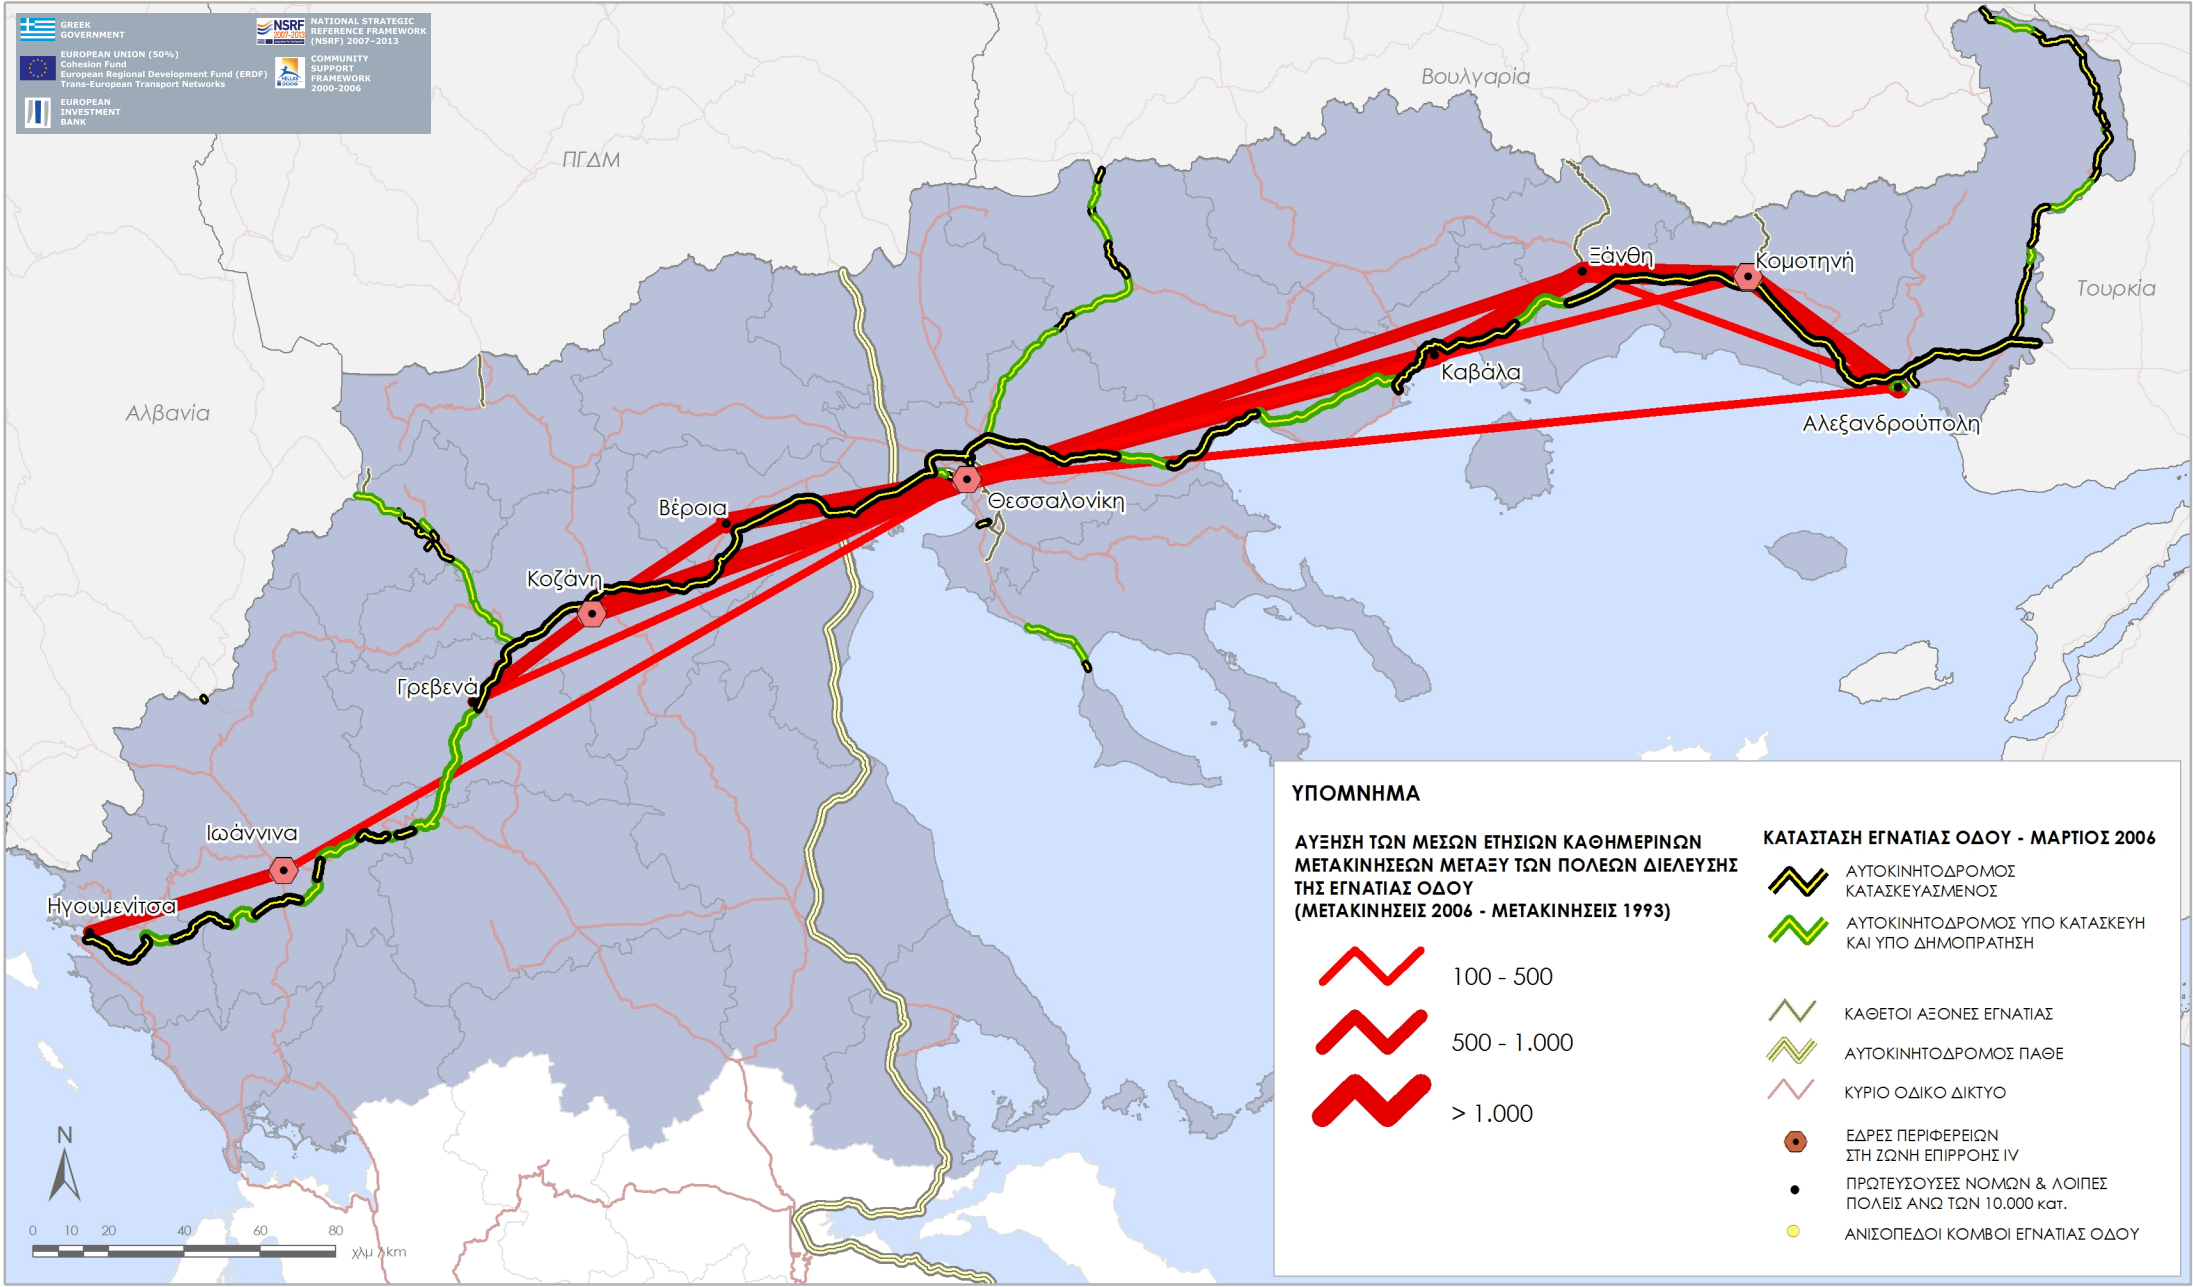 GREEK
GOVERNMENT
EUROPEAN UNION (50%)
Cohesion Fund
European Regional Development Fund (ERDF)
Trans-European Transport Networks
EUROPEAN
INVESTMENT
BANK
NSRF
2007-2013
NATIONAL STRATEGIC
REFERENCE FRAMEWORK
(NSRF) 2007–2013
COMMUNITY
SUPPORT
FRAMEWORK
2000-2006
Βουλγαρία
ΠΓΔΜ
Ξάνθη
Κομοτηνή
Τουρκία
Καβάλα
Αλβανία
Αλεξανδρούπολη
Βέροια
Θεσσαλονίκη
Κοζάνη
Γρεβενά
Ιωάννινα
Ηγουμενίτσα
ΥΠΟΜΝΗΜΑ
ΑΥΞΗΣΗ ΤΩΝ ΜΕΣΩΝ ΕΤΗΣΙΩΝ ΚΑΘΗΜΕΡΙΝΩΝ
ΜΕΤΑΚΙΝΗΣΕΩΝ ΜΕΤΑΞΥ ΤΩΝ ΠΟΛΕΩΝ ΔΙΕΛΕΥΣΗΣ
ΤΗΣ ΕΓΝΑΤΙΑΣ ΟΔΟΥ
(ΜΕΤΑΚΙΝΗΣΕΙΣ 2006 - ΜΕΤΑΚΙΝΗΣΕΙΣ 1993)
100 - 500
500 - 1.000
> 1.000
ΚΑΤΑΣΤΑΣΗ ΕΓΝΑΤΙΑΣ ΟΔΟΥ - ΜΑΡΤΙΟΣ 2006
ΑΥΤΟΚΙΝΗΤΟΔΡΟΜΟΣ
ΚΑΤΑΣΚΕΥΑΣΜΕΝΟΣ
ΑΥΤΟΚΙΝΗΤΟΔΡΟΜΟΣ ΥΠΟ ΚΑΤΑΣΚΕΥΗ
ΚΑΙ ΥΠΟ ΔΗΜΟΠΡΑΤΗΣΗ
ΚΑΘΕΤΟΙ ΑΞΟΝΕΣ ΕΓΝΑΤΙΑΣ
ΑΥΤΟΚΙΝΗΤΟΔΡΟΜΟΣ ΠΑΘΕ
ΚΥΡΙΟ ΟΔΙΚΟ ΔΙΚΤΥΟ
ΕΔΡΕΣ ΠΕΡΙΦΕΡΕΙΩΝ
ΣΤΗ ΖΩΝΗ ΕΠΙΡΡΟΗΣ IV
ΠΡΩΤΕΥΣΟΥΣΕΣ ΝΟΜΩΝ & ΛΟΙΠΕΣ
ΠΟΛΕΙΣ ΑΝΩ ΤΩΝ 10.000 κατ.
ΑΝΙΣΟΠΕΔΟΙ ΚΟΜΒΟΙ ΕΓΝΑΤΙΑΣ ΟΔΟΥ
N
0 10 20 40 60 80
χλμ / km